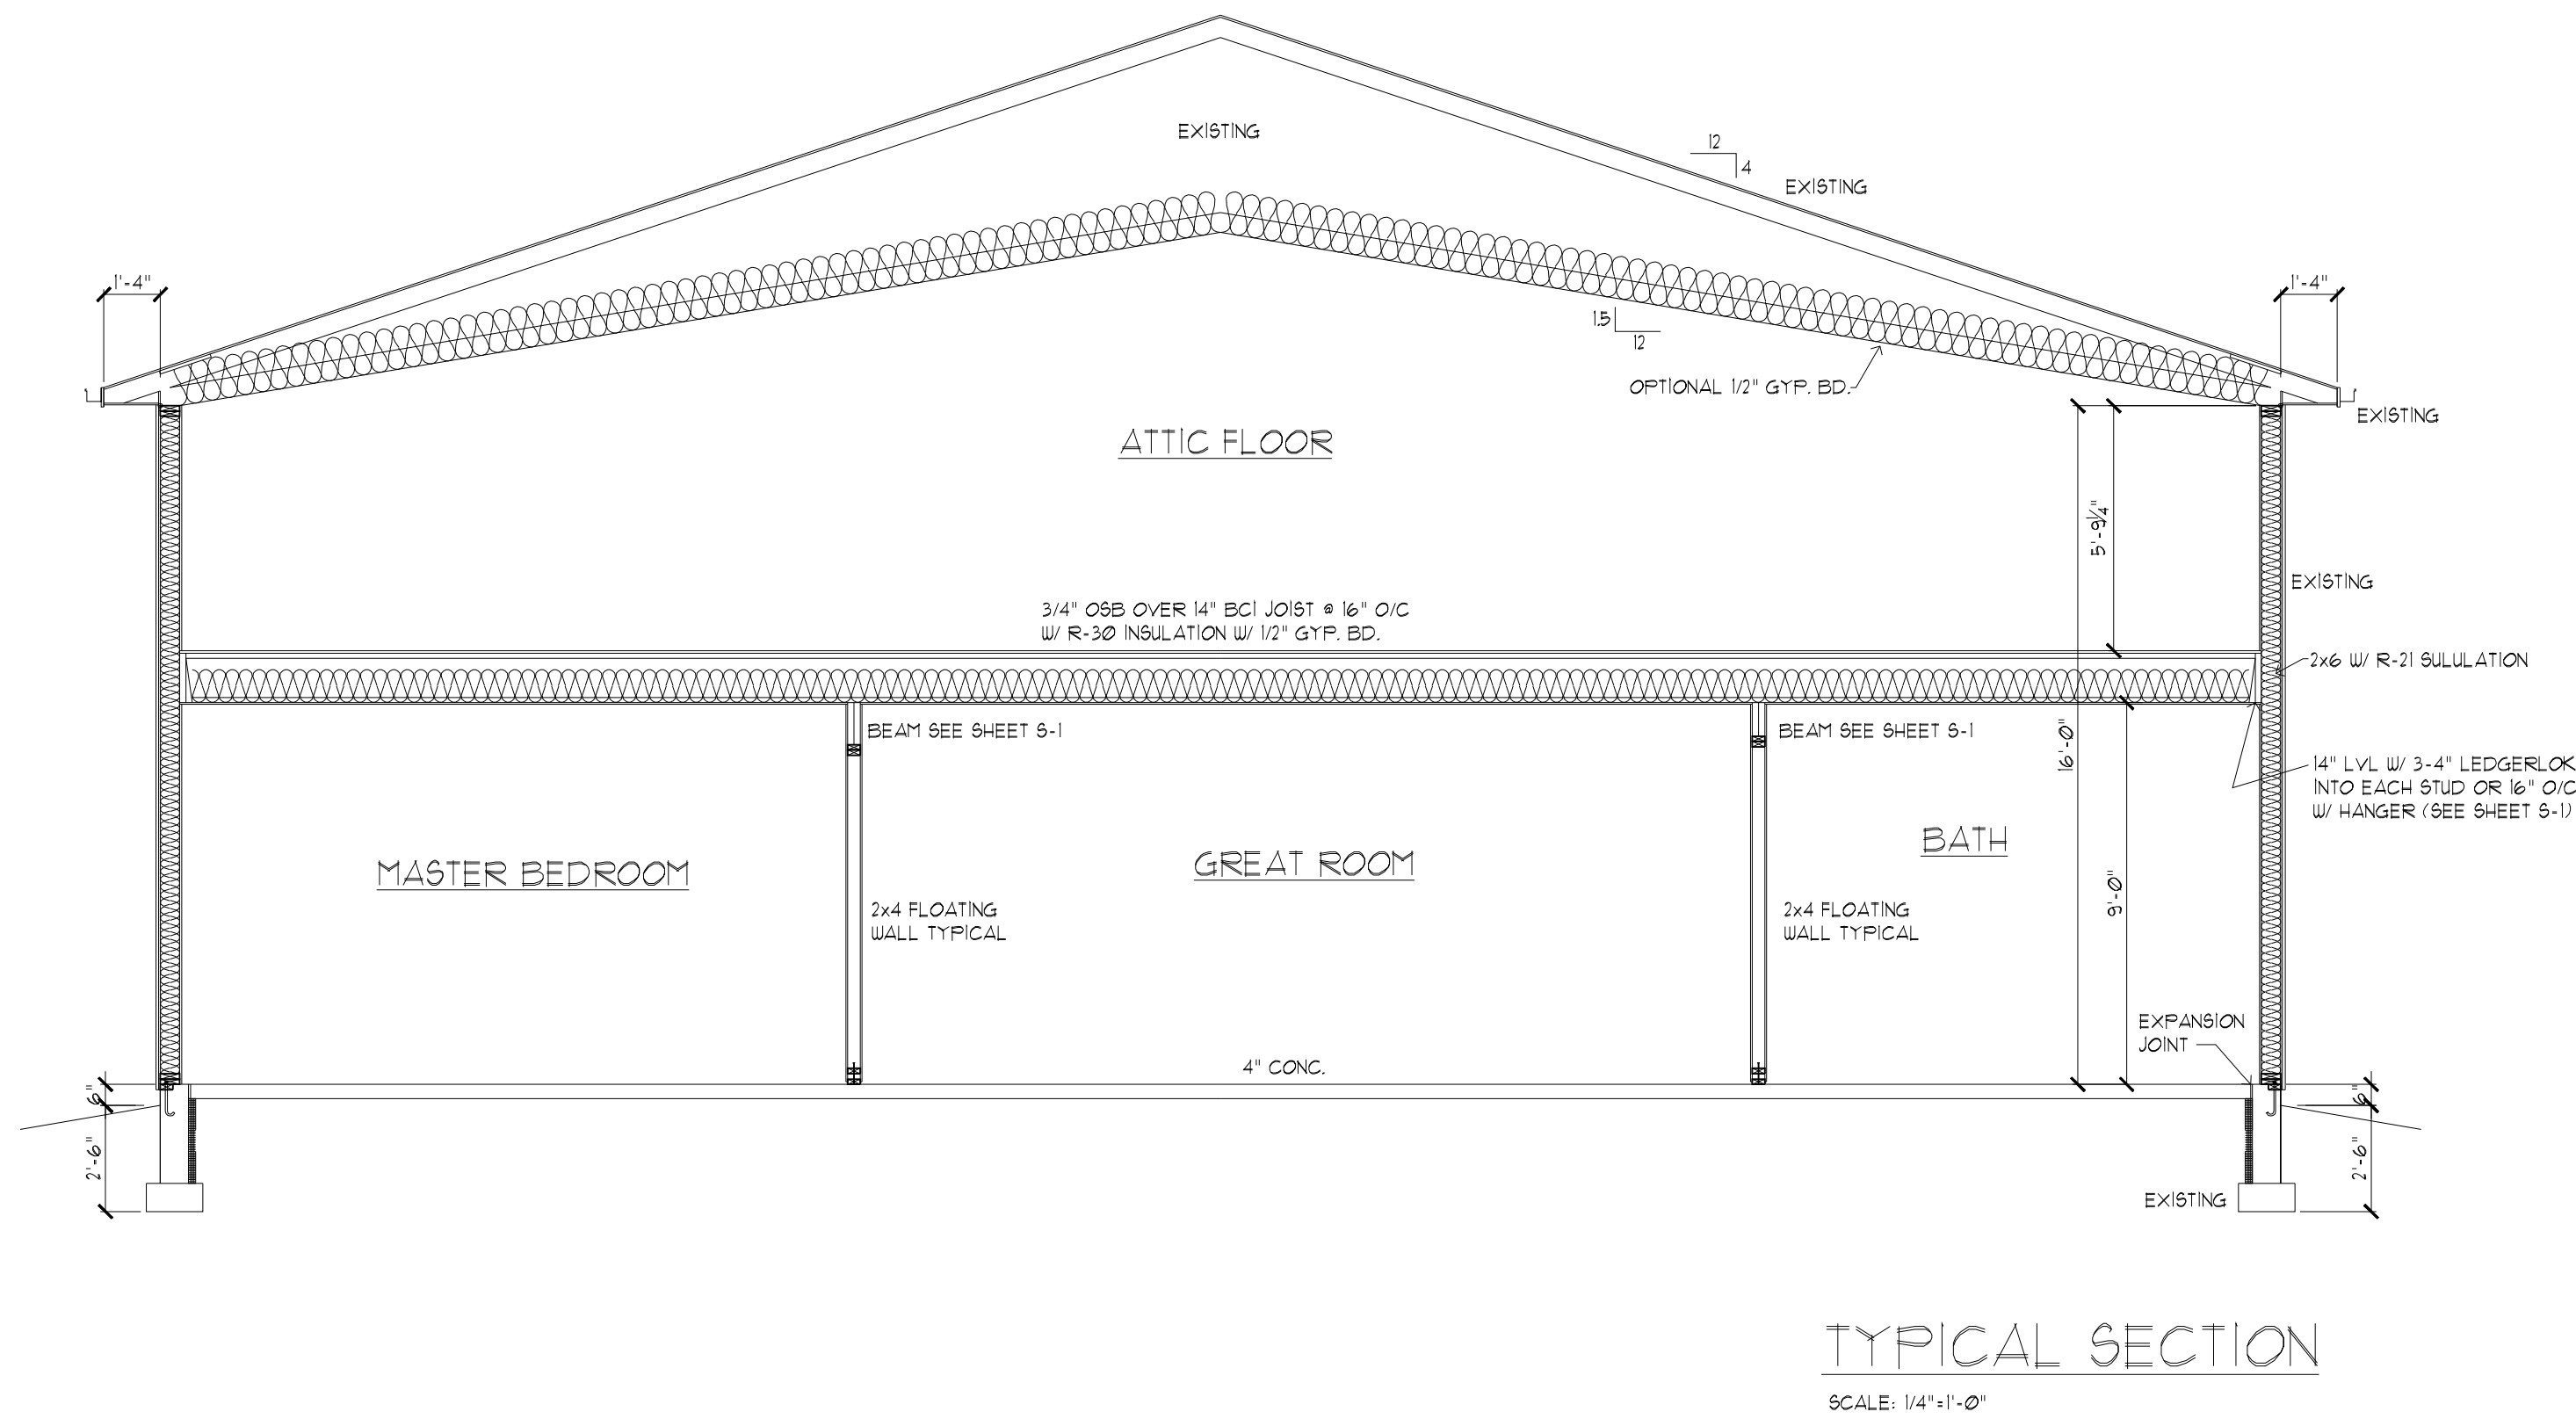 EXISTING
12
4
EXISTING
1'-4"
1'-4"
1.5
12
OPTIONAL 1/2" GYP. BD.
EXISTING
ATTIC FLOOR
5'-9 1/4"
EXISTING
3/4" OSB OVER 14" BCI JOIST @ 16" O/C
W/ R-30 INSULATION W/ 1/2" GYP. BD.
2x6 W/ R-21 SULULATION
BEAM SEE SHEET S-1
BEAM SEE SHEET S-1
16'-0"
14" LVL W/ 3-4" LEDGERLOK
INTO EACH STUD OR 16" O/C
W/ HANGER (SEE SHEET S-1)
MASTER BEDROOM
GREAT ROOM
BATH
9'-0"
2x4 FLOATING
WALL TYPICAL
2x4 FLOATING
WALL TYPICAL
EXPANSION
JOINT
4" CONC.
6"
6"
2'-6"
2'-6"
EXISTING
TYPICAL SECTION
SCALE: 1/4"=1'-0"